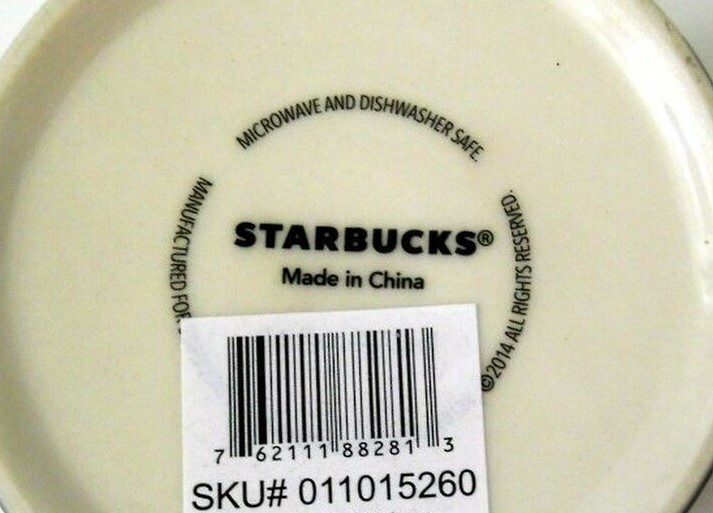 MICROWAVE AND DISHWASHER SAFE.
MANUFACTURED FOR
STARBUCKS®
Made in China
©2014 ALL RIGHTS RESERVED.
7 62111 88281 3
SKU# 011015260